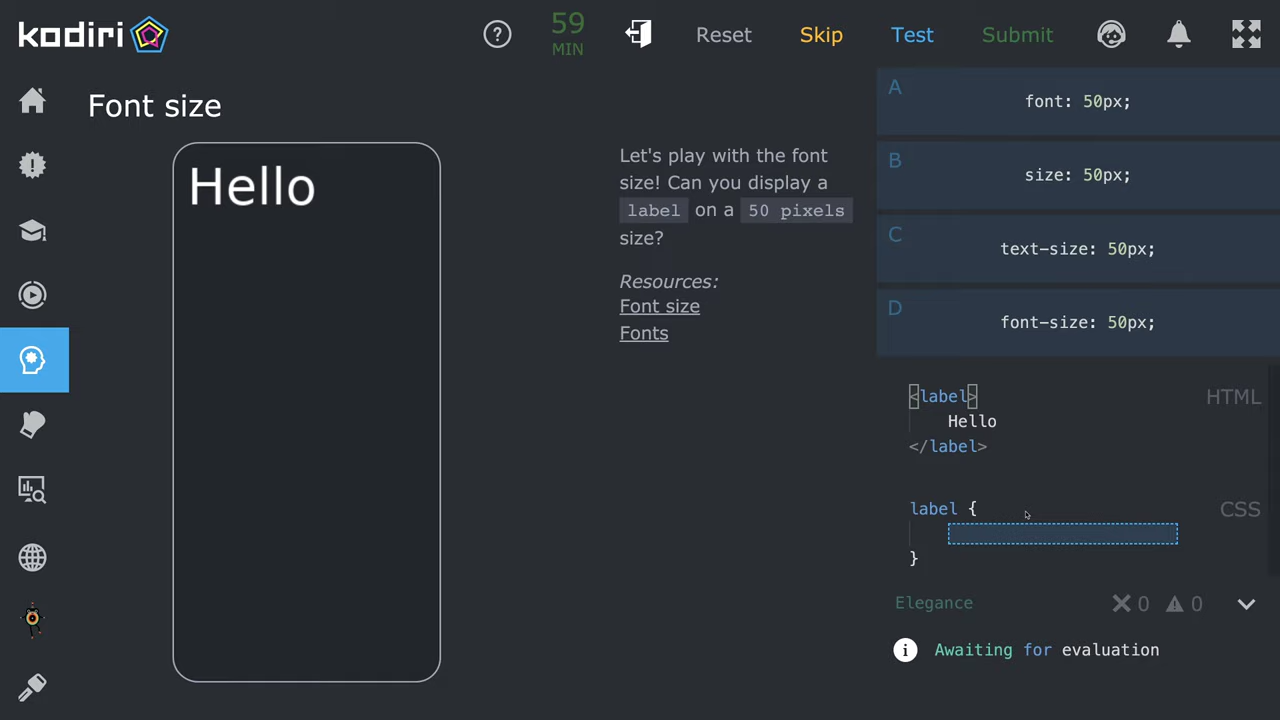 kodiri
59
MIN
Reset
Skip
Test
Submit
Font size
Hello
Let's play with the font
size! Can you display a
label on a 50 pixels
size?
Resources:
Font size
Fonts
A
font: 50px;
B
size: 50px;
C
text-size: 50px;
D
font-size: 50px;
<label>
HTML
Hello
</label>
label {
CSS
}
Elegance
0
0
Awaiting for evaluation